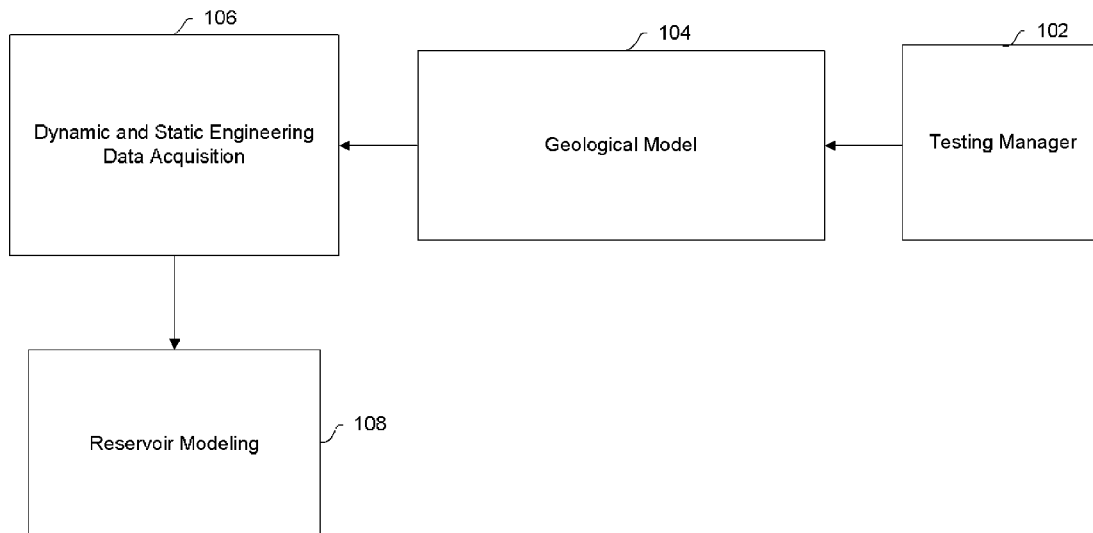 106
104
102
Dynamic and Static Engineering
Data Acquisition
Geological Model
Testing Manager
108
Reservoir Modeling